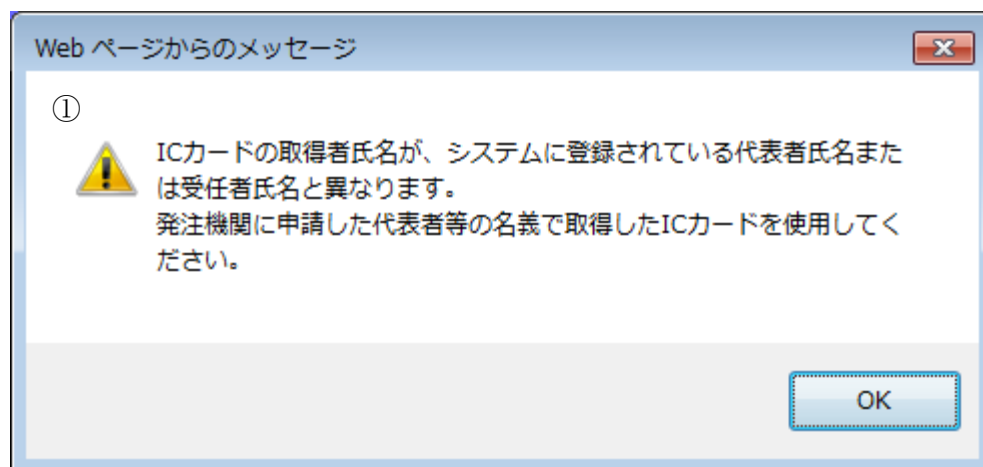 Web ページからのメッセージ
①
ICカードの取得者氏名が、システムに登録されている代表者氏名また
は受任者氏名と異なります。
発注機関に申請した代表者等の名義で取得したICカードを使用してく
ださい。
OK